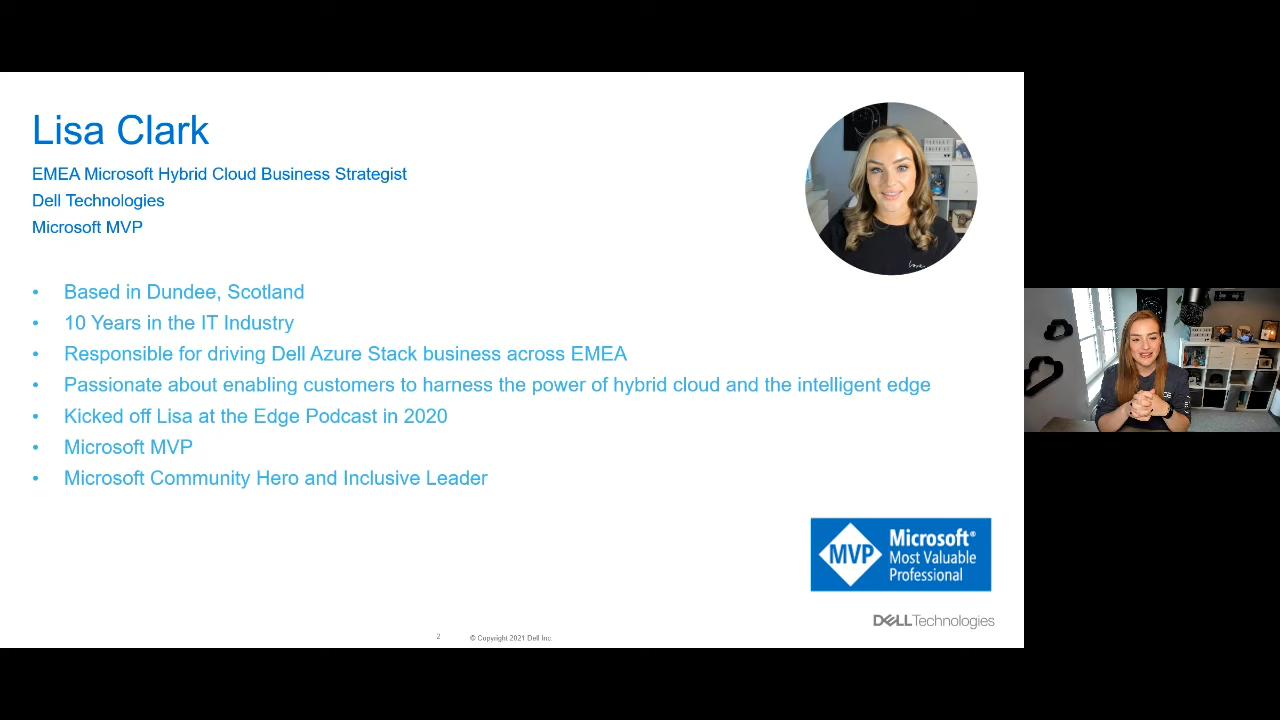 Lisa Clark
EMEA Microsoft Hybrid Cloud Business Strategist
Dell Technologies
Microsoft MVP
• Based in Dundee, Scotland
• 10 Years in the IT Industry
• Responsible for driving Dell Azure Stack business across EMEA
• Passionate about enabling customers to harness the power of hybrid cloud and the intelligent edge
• Kicked off Lisa at the Edge Podcast in 2020
• Microsoft MVP
• Microsoft Community Hero and Inclusive Leader
MVP
Microsoft®
Most Valuable
Professional
DELLTechnologies
2
© Copyright 2021 Dell Inc.